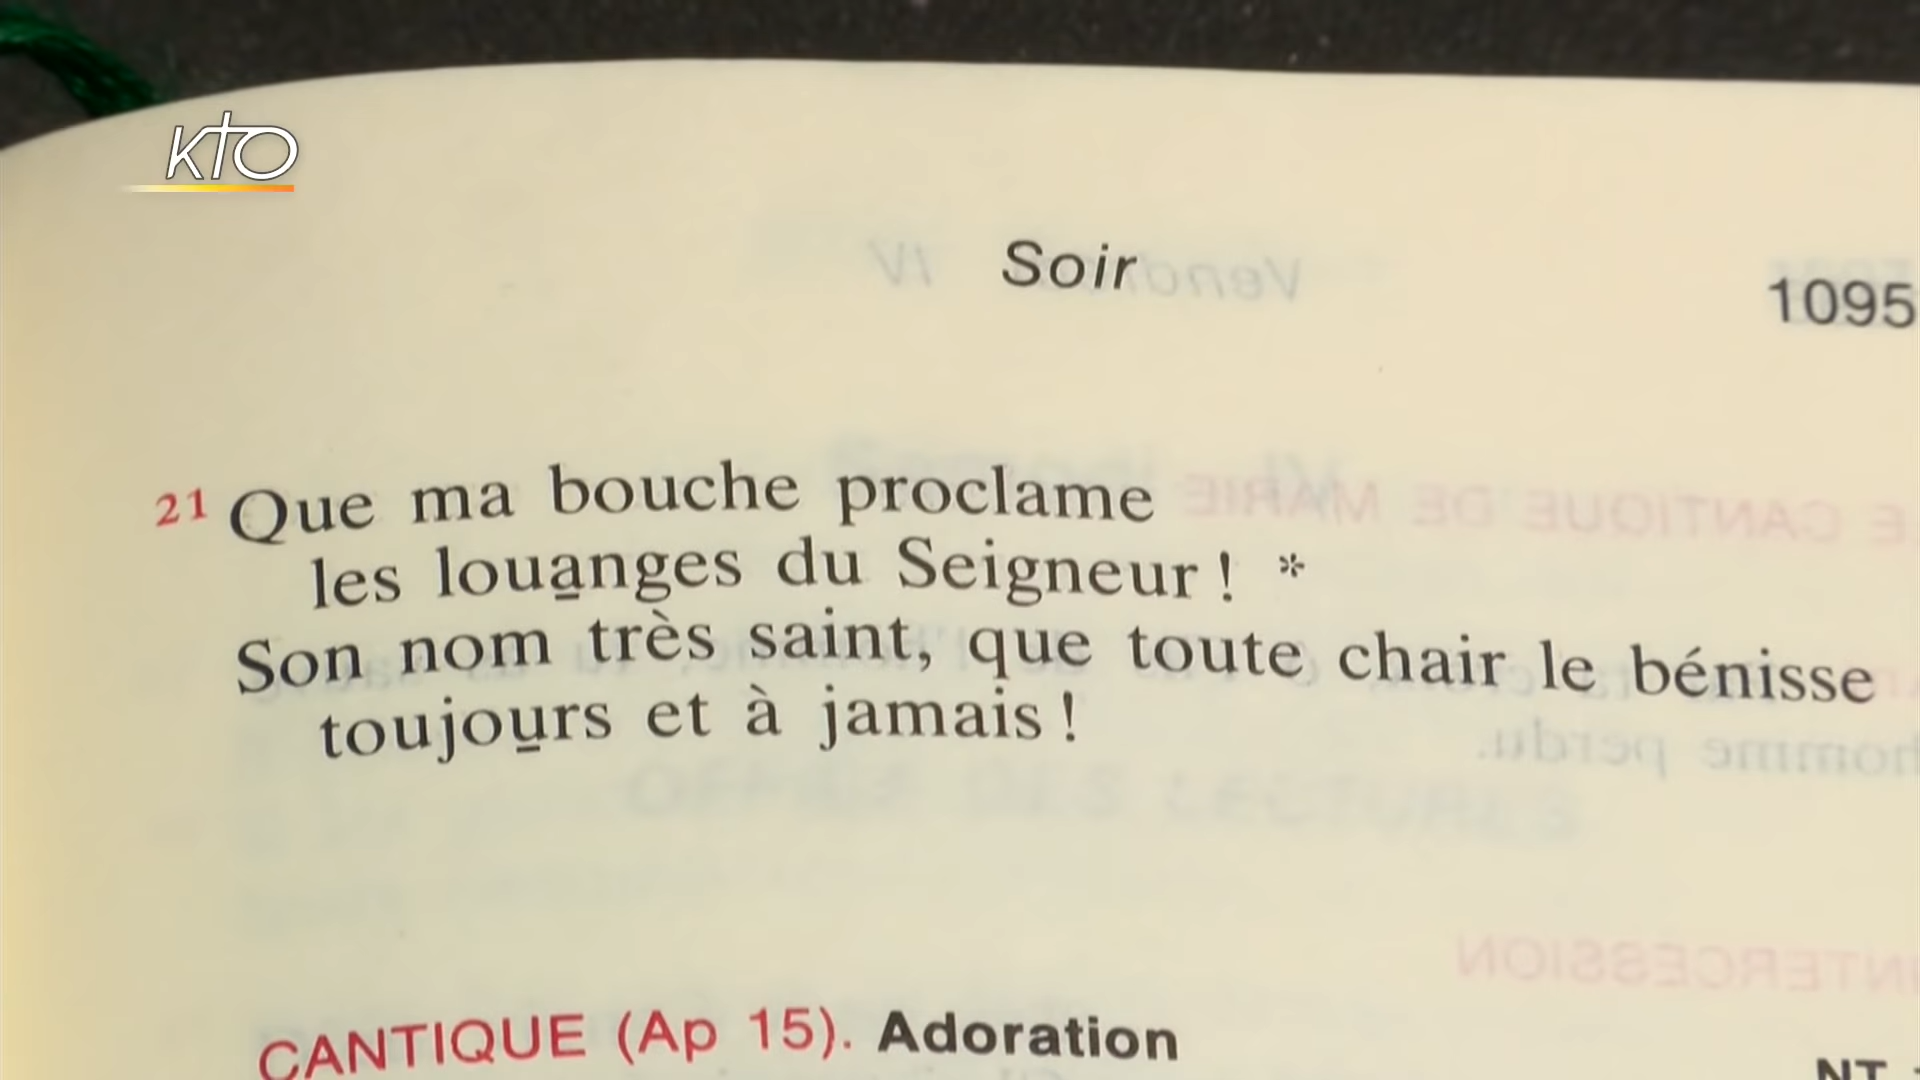 KTO
Soir
1095
21 Que ma bouche proclame
les louanges du Seigneur ! *
Son nom très saint, que toute chair le bénisse
toujours et à jamais !
CANTIQUE (Ap 15). Adoration
NT